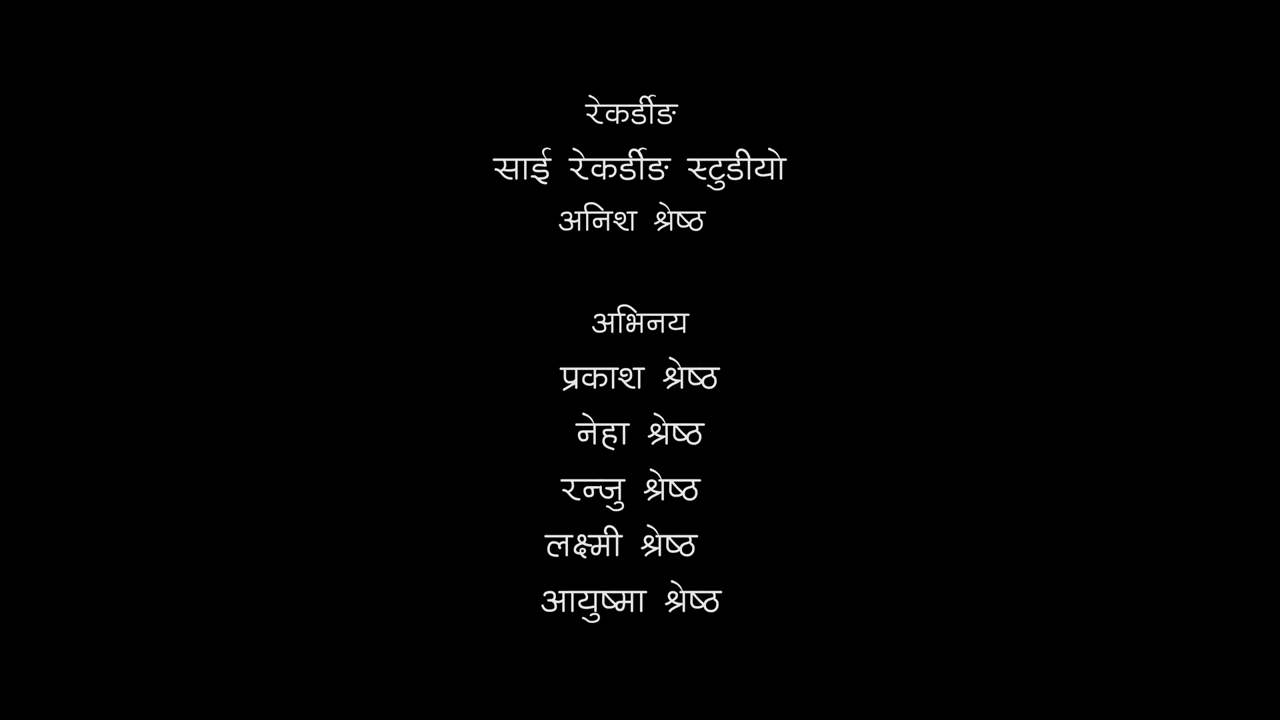 रेकर्डीङ
साई रेकर्डीङ स्टुडीयो
अनिश श्रेष्ठ
अभिनय
प्रकाश श्रेष्ठ
नेहा श्रेष्ठ
रन्जु श्रेष्ठ
लक्ष्मी श्रेष्ठ
आयुष्मा श्रेष्ठ